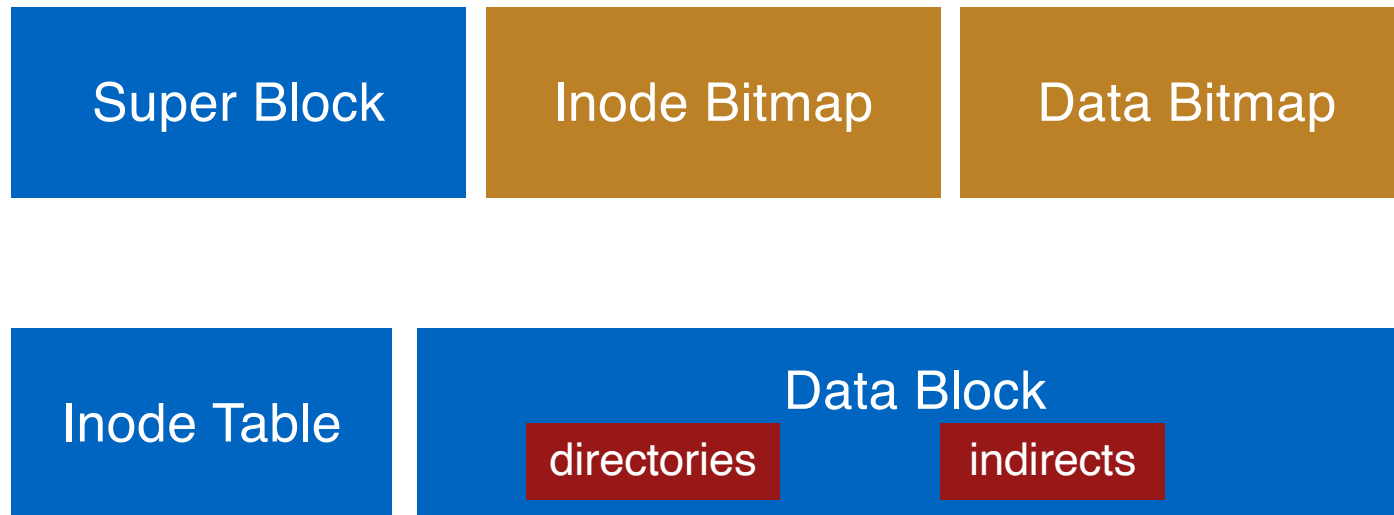 Super Block
Inode Bitmap
Data Bitmap
Inode Table
Data Block
directories
indirects